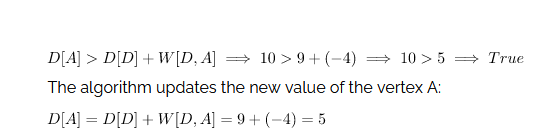 D[A] > D[D] + W[D, A] ⟹ 10 > 9 + (−4) ⟹ 10 > 5 ⟹ True
The algorithm updates the new value of the vertex A:
D[A] = D[D] + W[D, A] = 9 + (−4) = 5